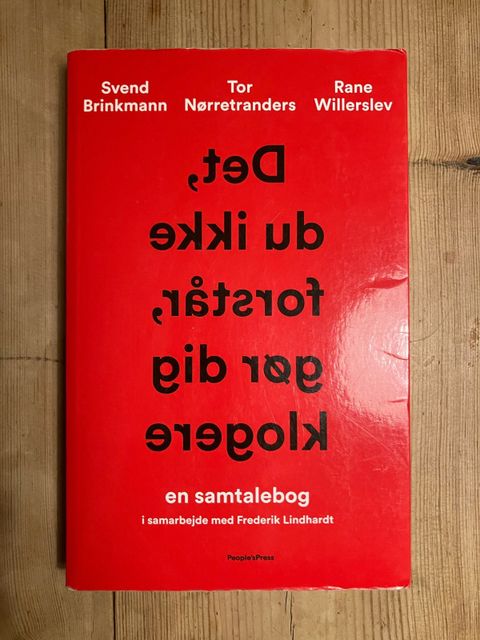 Svend Brinkmann
Tor Nørretranders
Rane Willerslev
Det,
du ikke
forstår,
gør dig
klogere
en samtalebog
i samarbejde med Frederik Lindhardt
People'sPress